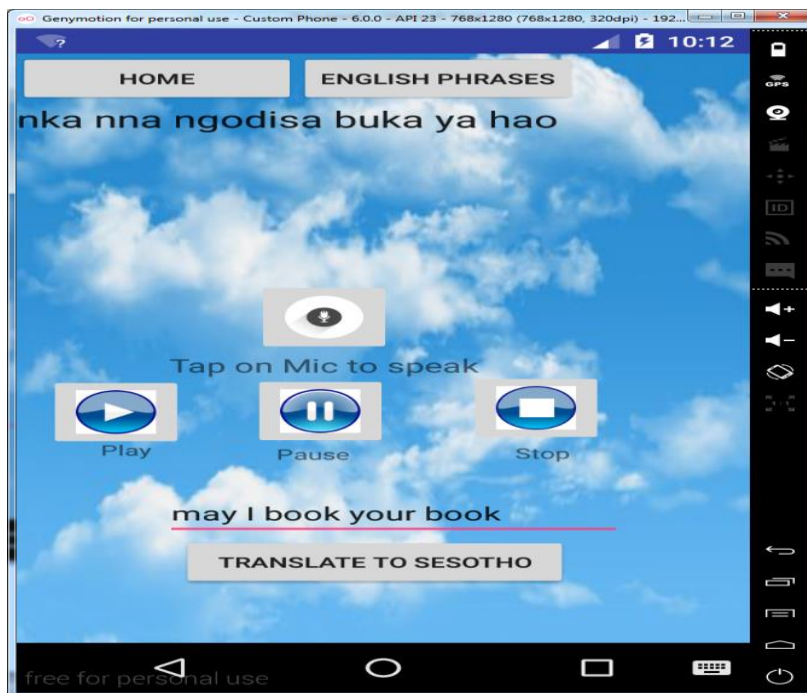 Genymotion for personal use - Custom Phone - 6.0.0 - API 23 - 768x1280 (768x1280, 320dpi) - 192...
10:12
HOME ENGLISH PHRASES
nka nna ngodisa buka ya hao
GPS
ID
Tap on Mic to speak
Play Pause Stop
may I book your book
TRANSLATE TO SESOTHO
free for personal use